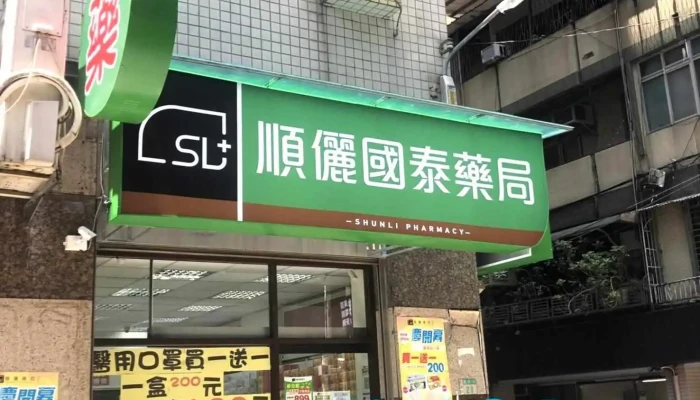 藥
SL+
順儷國泰藥局
-SHUNLI PHARMACY-
醫用口罩買一送一
一盒200元
慶開幕
買一送一
200
899
慶開幕